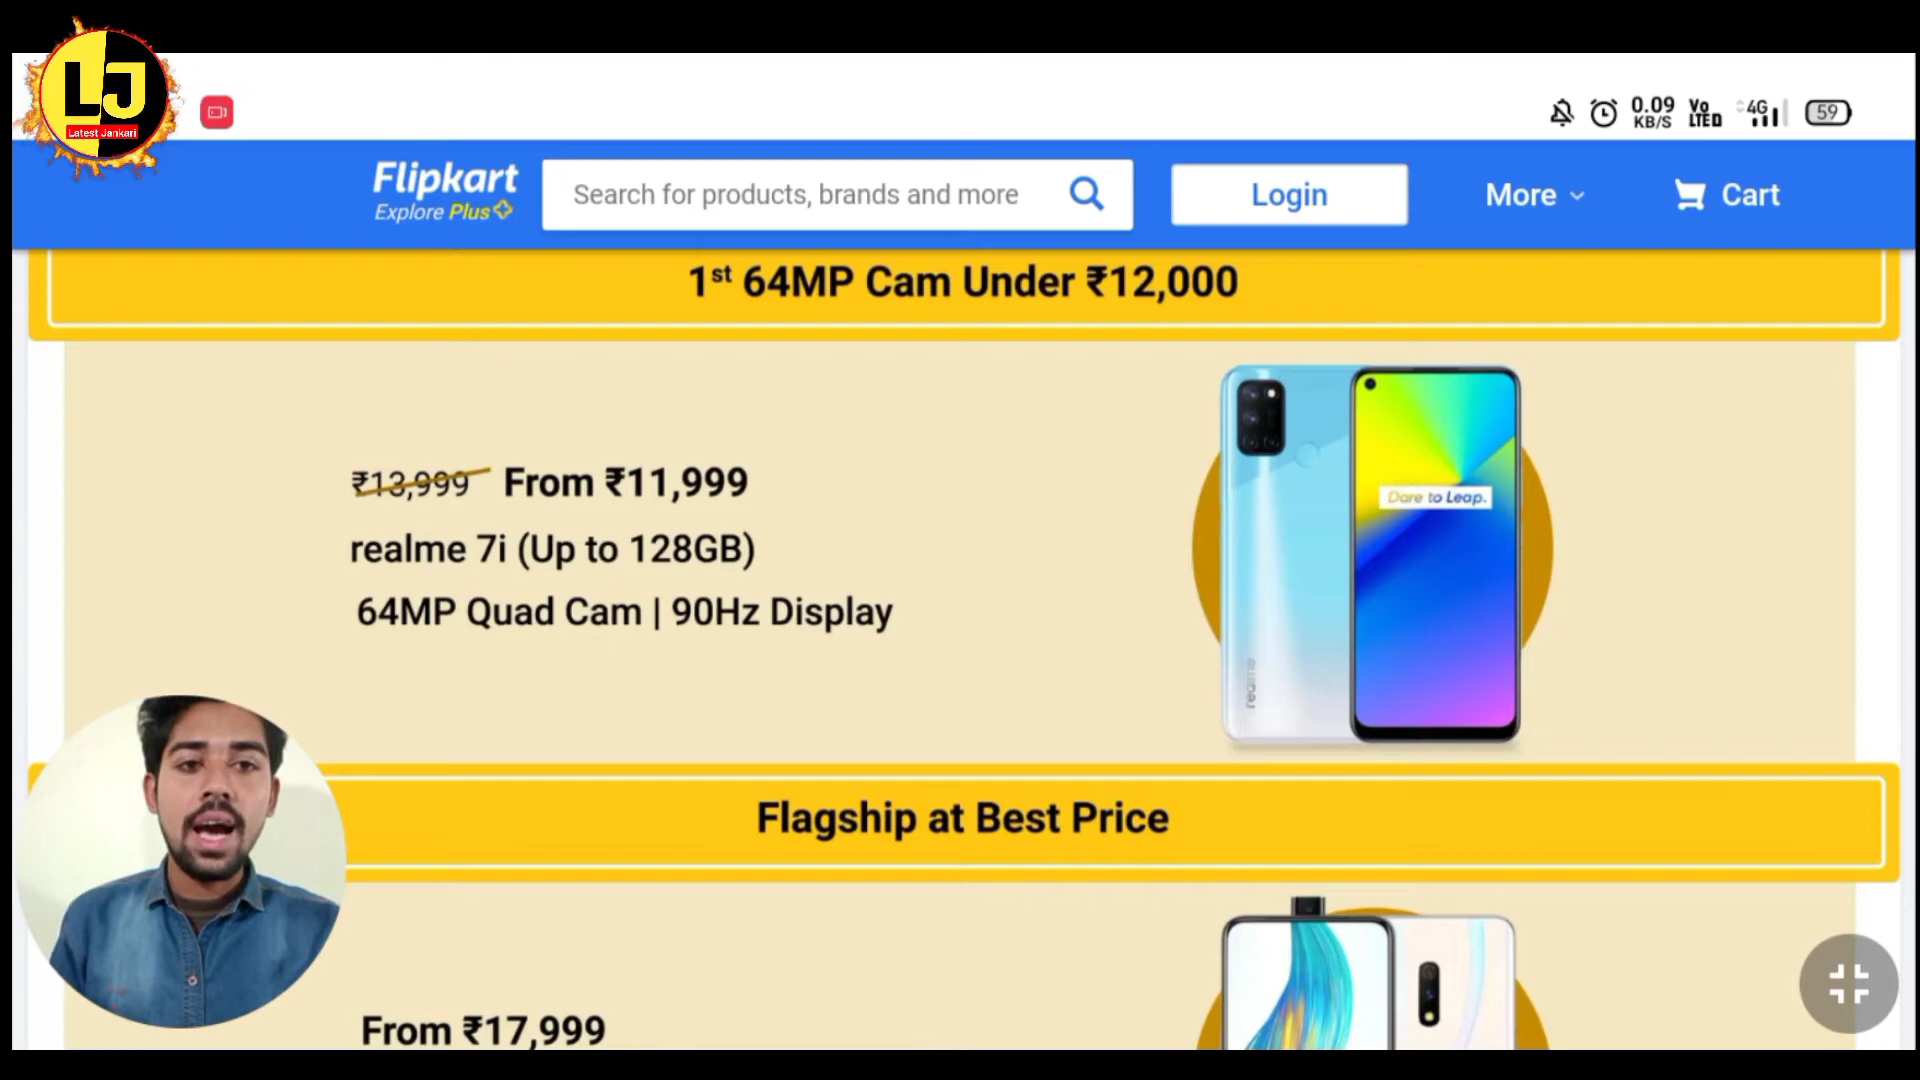 LJ
Latest Jankari
0.09
KB/S
Vo
LTED
4G
59
Flipkart
Explore Plus
Search for products, brands and more
Login
More
Cart
1st 64MP Cam Under ₹12,000
₹13,999 From ₹11,999
realme 7i (Up to 128GB)
64MP Quad Cam | 90Hz Display
Dare to Leap.
realme
Flagship at Best Price
From ₹17,999